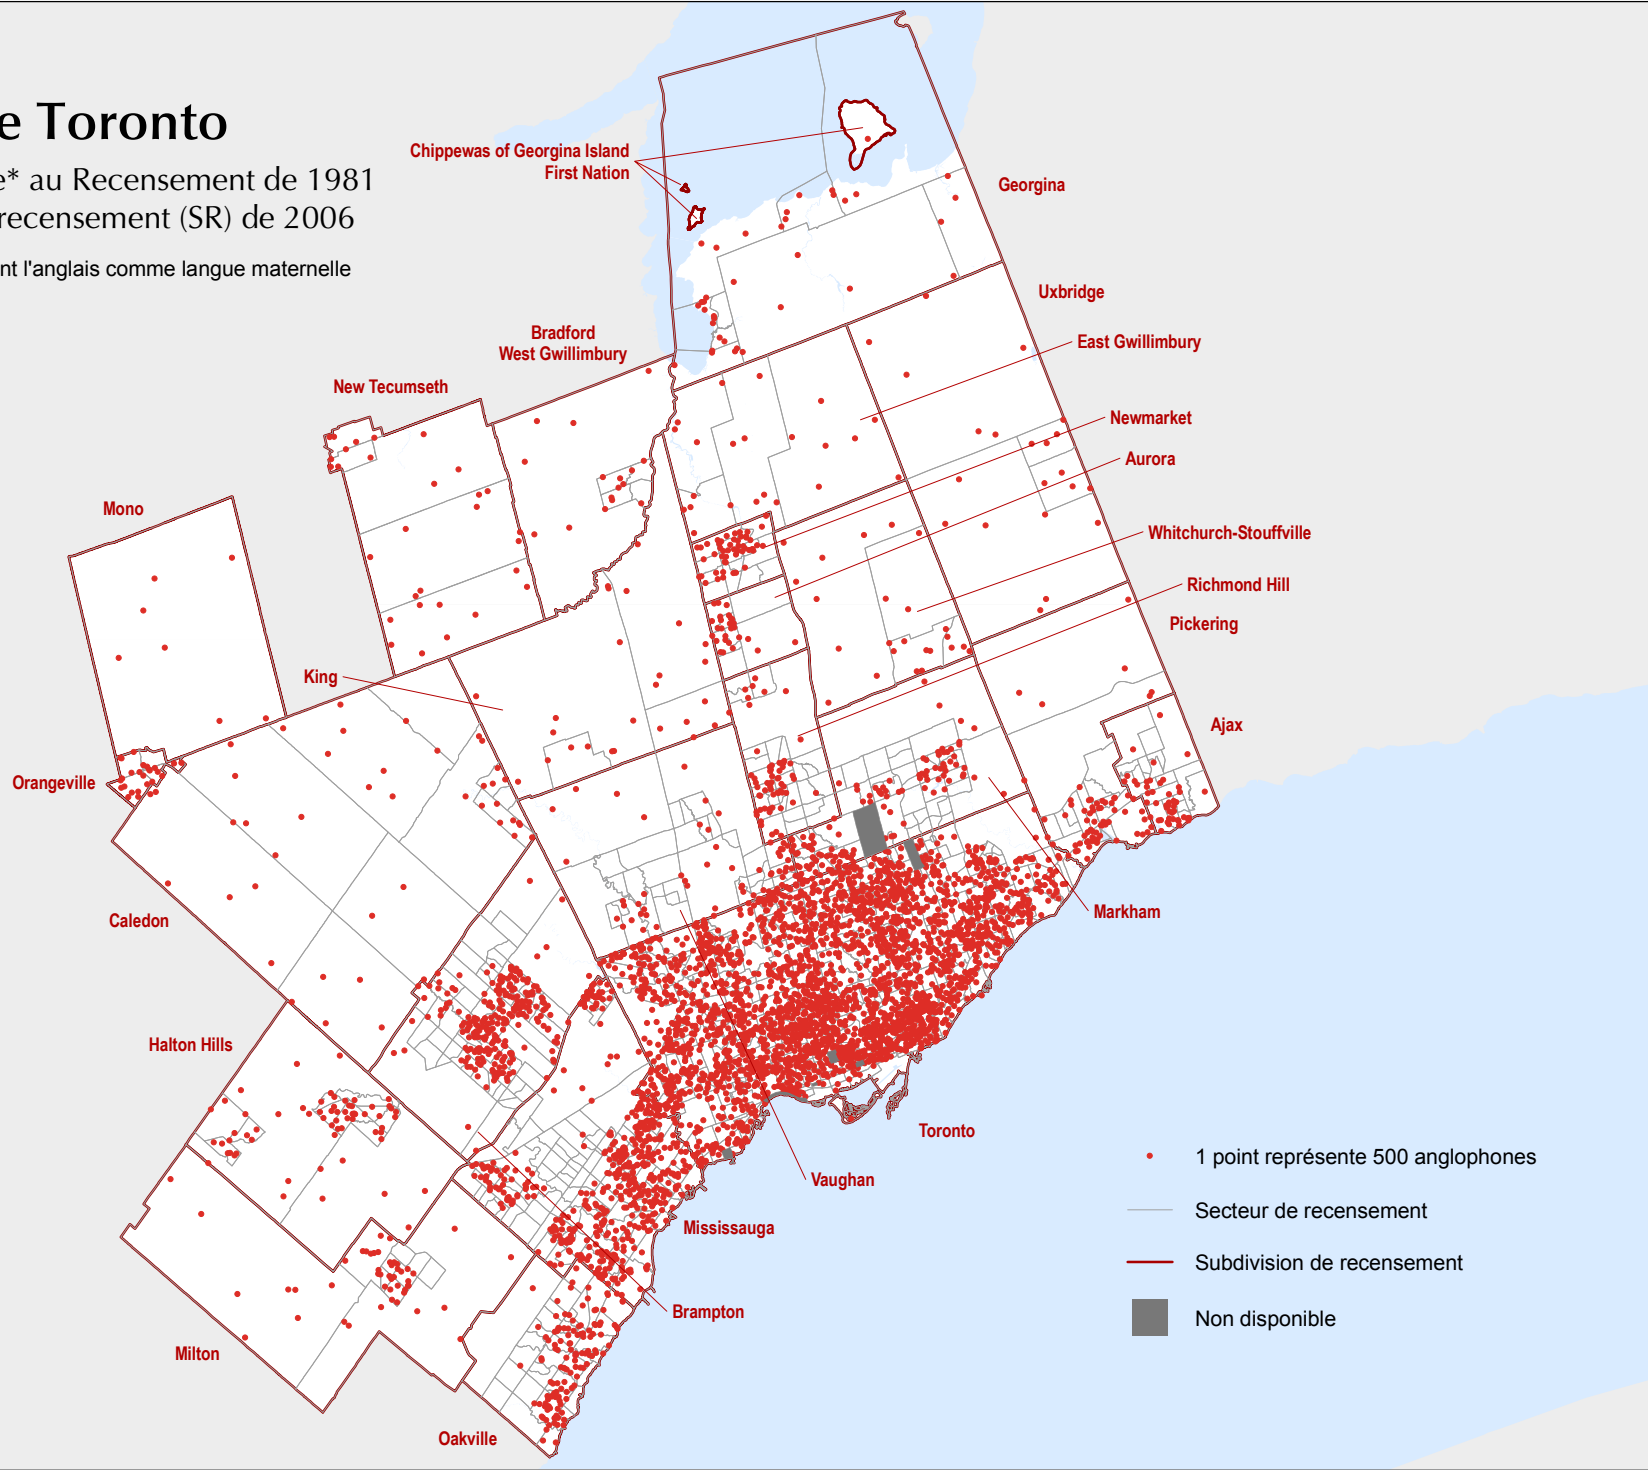 e Toronto
e* au Recensement de 1981
recensement (SR) de 2006
nt l'anglais comme langue maternelle
Chippewas of Georgina Island
First Nation
Georgina
Uxbridge
Bradford
West Gwillimbury
East Gwillimbury
New Tecumseth
Newmarket
Aurora
Mono
Whitchurch-Stouffville
Richmond Hill
Pickering
King
Ajax
Orangeville
Caledon
Markham
Halton Hills
Toronto
Vaughan
Mississauga
Brampton
Milton
Oakville
1 point représente 500 anglophones
Secteur de recensement
Subdivision de recensement
Non disponible